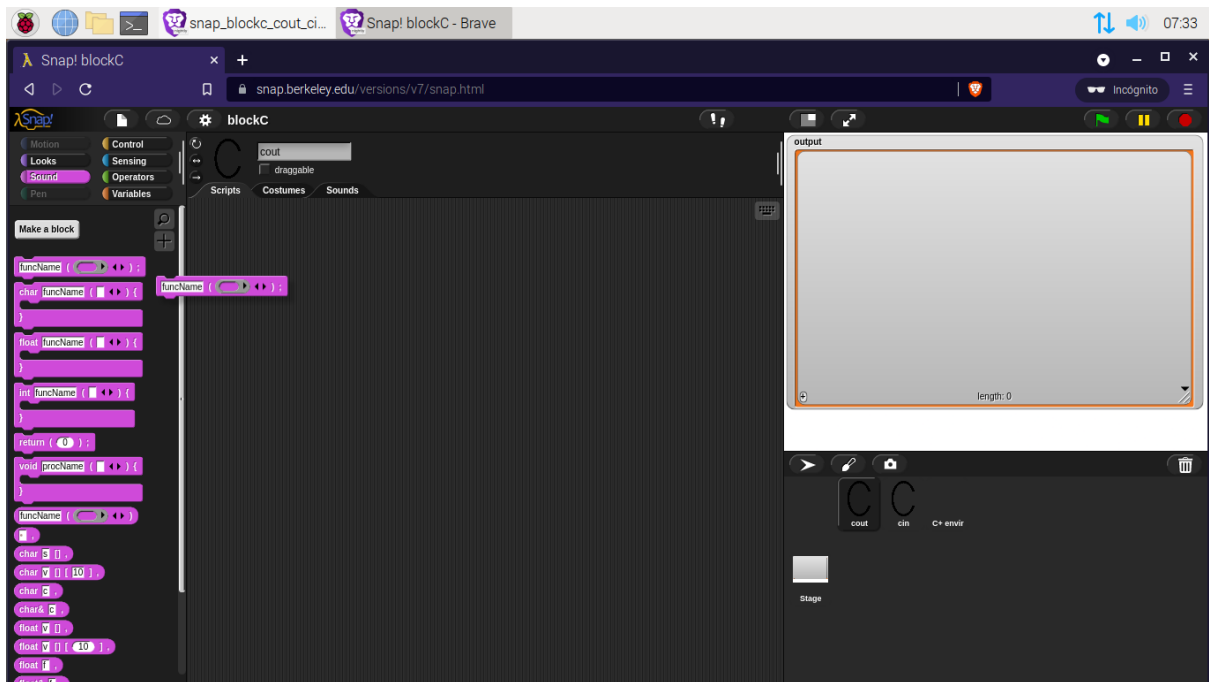 snap_blockc_cout_ci... Snap! blockC - Brave 07:33
Snap! blockC
snap.berkeley.edu/versions/v7/snap.html Incógnito
Snap! blockC
Motion Control
Looks Sensing
Sound Operators
Pen Variables
cout
draggable
Scripts Costumes Sounds
output
Make a block
funcName ( ) ;
char funcName ( ) {
}
float funcName ( ) {
}
int funcName ( ) {
}
return ( 0 ) ;
void procName ( ) {
}
funcName ( )
char s [] ,
char v [] [ 10 ] ,
char c ,
char& c ,
float v [] ,
float v [] [ 10 ] ,
float f ,
funcName ( ) ;
length: 0
cout cin C+ envir
Stage